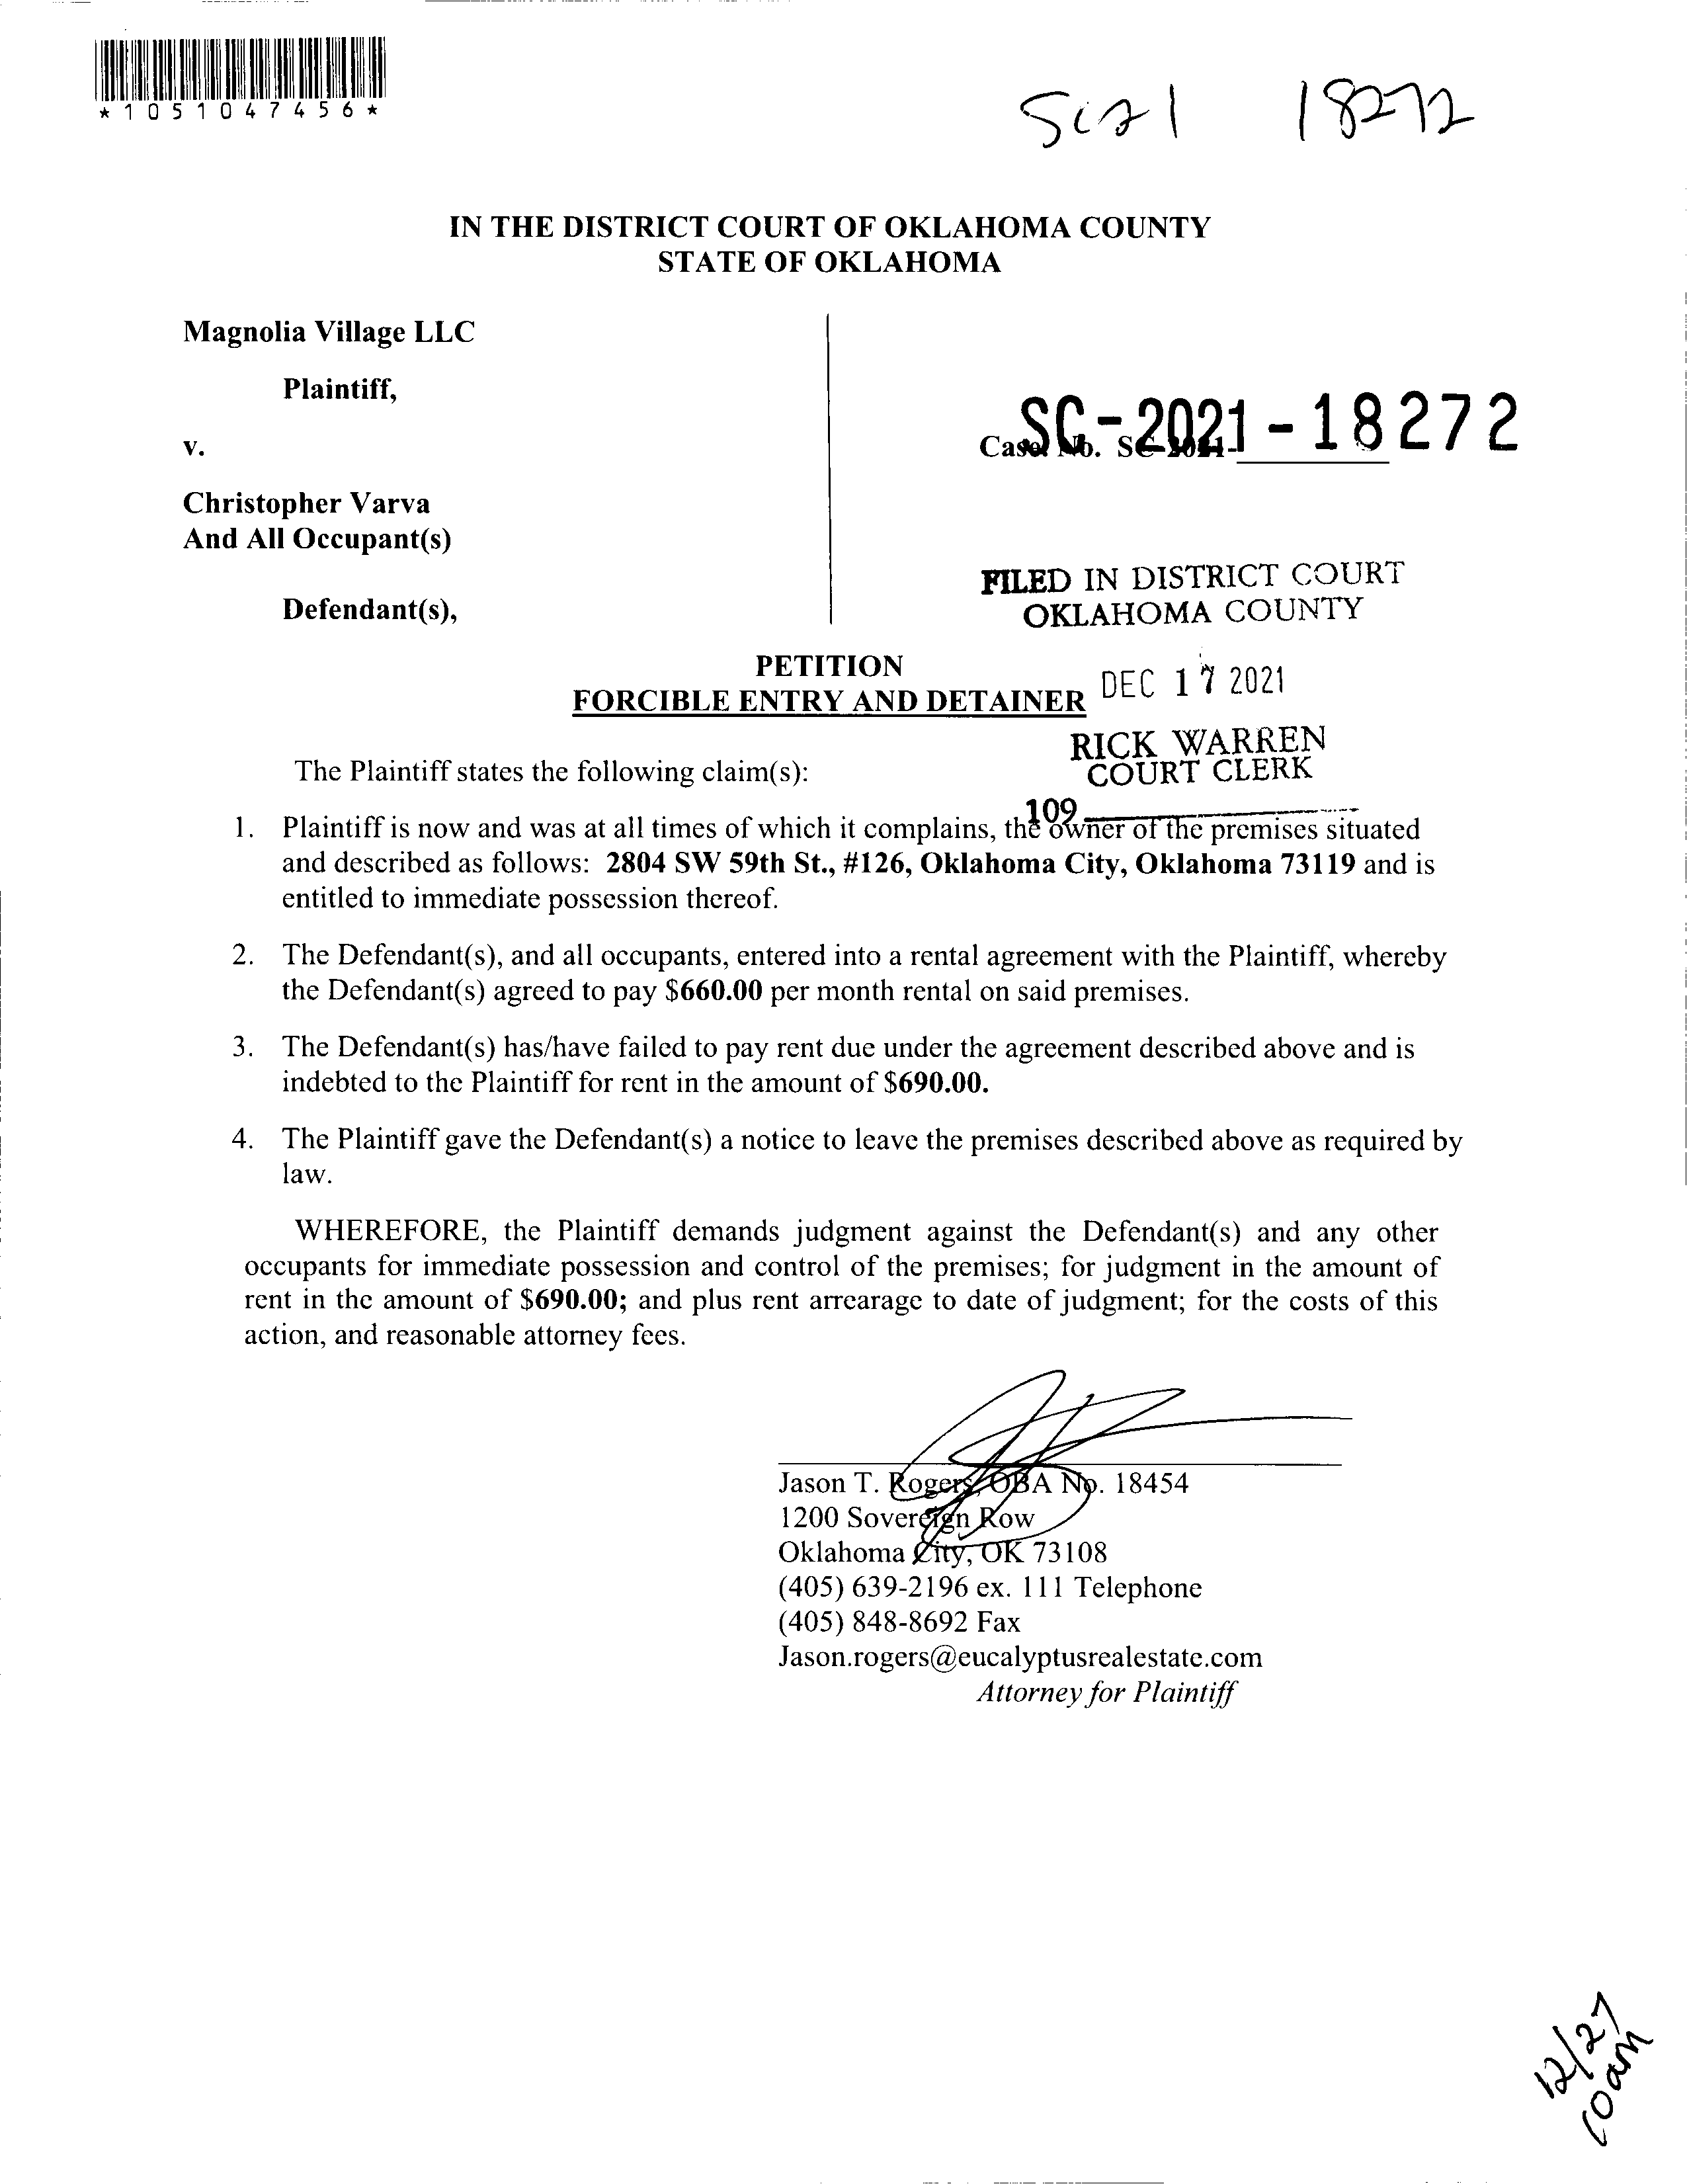 *1051047456*
SC21 18272
IN THE DISTRICT COURT OF OKLAHOMA COUNTY
STATE OF OKLAHOMA
Magnolia Village LLC
Plaintiff,
v.
Christopher Varva
And All Occupant(s)
Defendant(s),
Case No. SC-2021-
SC-2021-18272
FILED IN DISTRICT COURT
OKLAHOMA COUNTY
DEC 17 2021
RICK WARREN
COURT CLERK
109
PETITION
FORCIBLE ENTRY AND DETAINER
The Plaintiff states the following claim(s):
1. Plaintiff is now and was at all times of which it complains, the owner of the premises situated
and described as follows: 2804 SW 59th St., #126, Oklahoma City, Oklahoma 73119 and is
entitled to immediate possession thereof.
2. The Defendant(s), and all occupants, entered into a rental agreement with the Plaintiff, whereby
the Defendant(s) agreed to pay $660.00 per month rental on said premises.
3. The Defendant(s) has/have failed to pay rent due under the agreement described above and is
indebted to the Plaintiff for rent in the amount of $690.00.
4. The Plaintiff gave the Defendant(s) a notice to leave the premises described above as required by
law.
WHEREFORE, the Plaintiff demands judgment against the Defendant(s) and any other
occupants for immediate possession and control of the premises; for judgment in the amount of
rent in the amount of $690.00; and plus rent arrearage to date of judgment; for the costs of this
action, and reasonable attorney fees.
Jason T. Rogers, OBA No. 18454
1200 Sovereign Row
Oklahoma City, OK 73108
(405) 639-2196 ex. 111 Telephone
(405) 848-8692 Fax
Jason.rogers@eucalyptusrealestate.com
Attorney for Plaintiff
12/27
10am